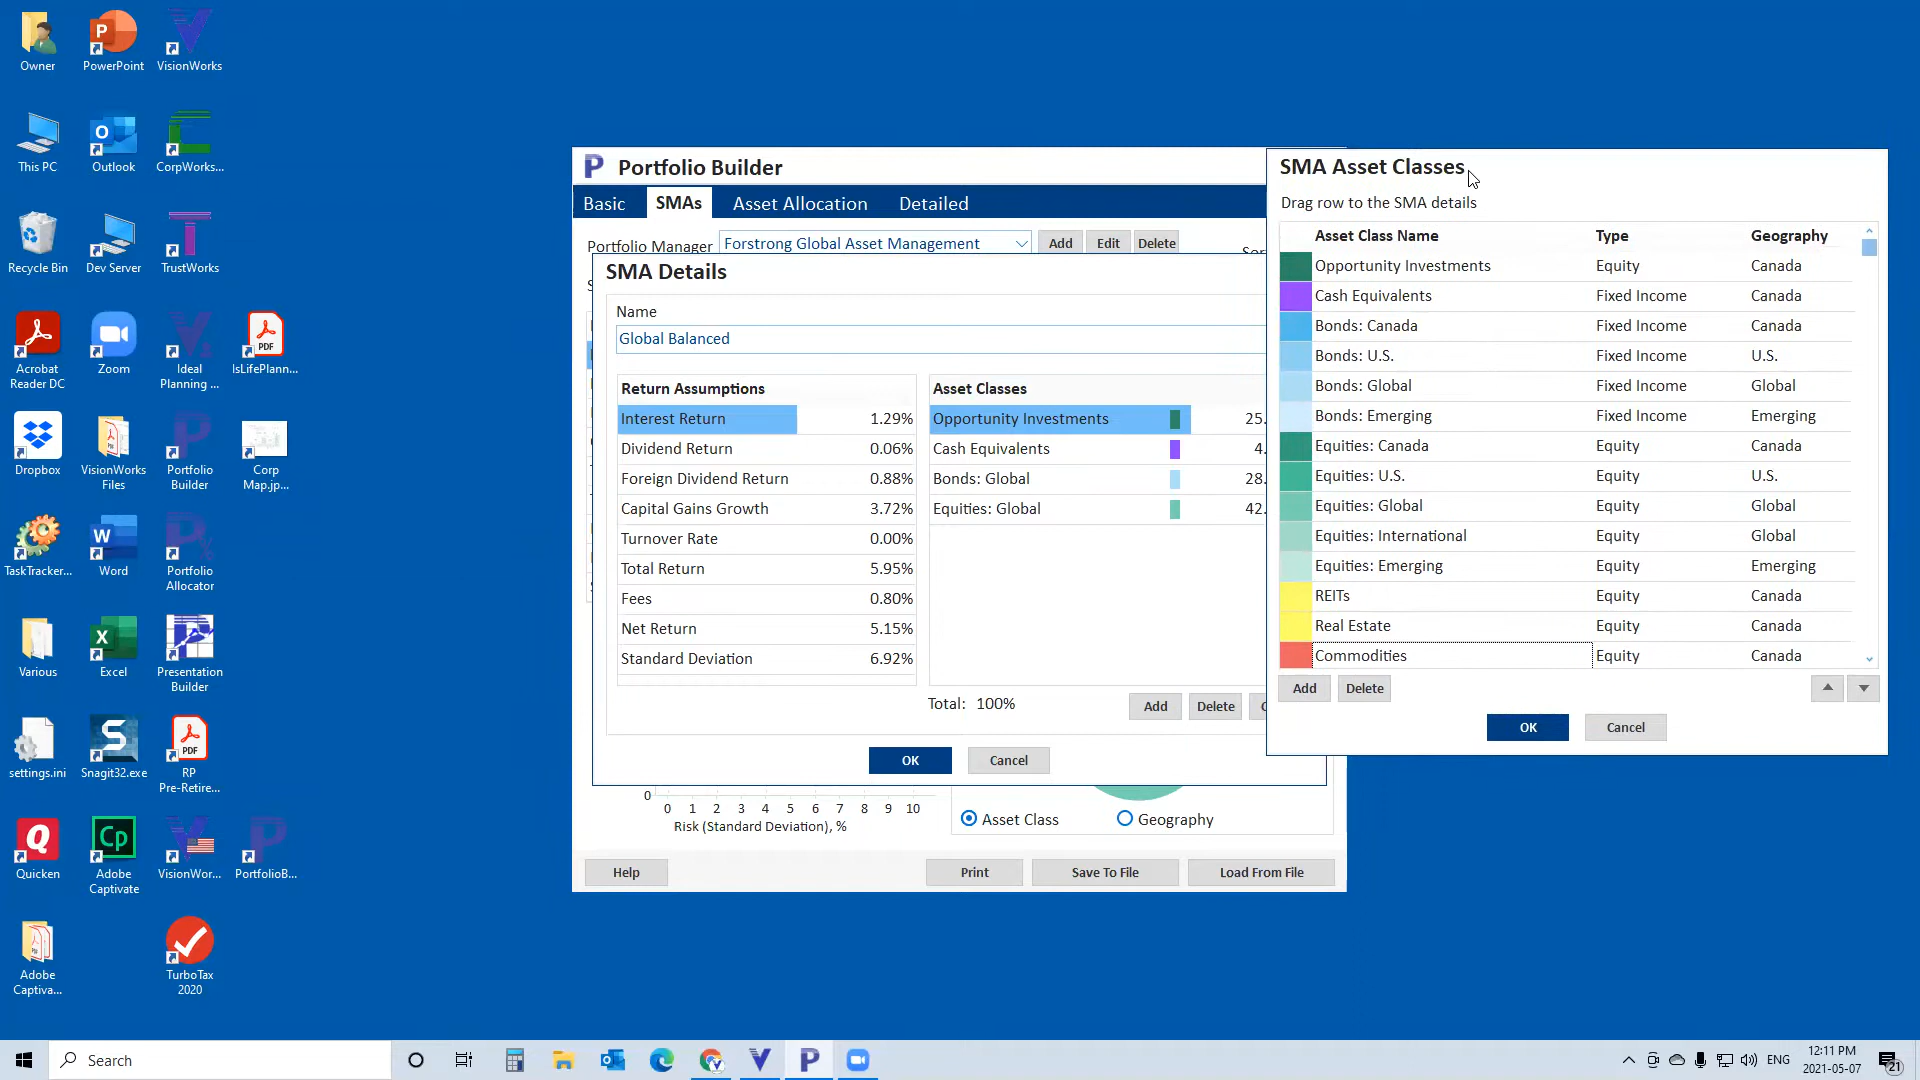 Owner
PowerPoint
VisionWorks
This PC
Outlook
CorpWorks...
Recycle Bin
Dev Server
TrustWorks
Acrobat
Reader DC
Zoom
Ideal
Planning ...
PDF
IsLifePlann...
Dropbox
VisionWorks
Files
Portfolio
Builder
Corp
Map.jp...
TaskTracker...
Word
Portfolio
Allocator
Various
Excel
Presentation
Builder
settings.ini
Snagit32.exe
PDF
RP
Pre-Retire...
Quicken
Adobe
Captivate
VisionWor...
PortfolioB...
Adobe
Captiva...
TurboTax
2020
Portfolio Builder
Basic SMAs Asset Allocation Detailed
Portfolio Manager Forstrong Global Asset Management Add Edit Delete
SMA Details
Name
Global Balanced
Return Assumptions
Interest Return 1.29%
Dividend Return 0.06%
Foreign Dividend Return 0.88%
Capital Gains Growth 3.72%
Turnover Rate 0.00%
Total Return 5.95%
Fees 0.80%
Net Return 5.15%
Standard Deviation 6.92%
Asset Classes
Opportunity Investments 25.
Cash Equivalents 4.
Bonds: Global 28.
Equities: Global 42.
Total: 100% Add Delete
OK Cancel
0
0 1 2 3 4 5 6 7 8 9 10
Risk (Standard Deviation), %
Asset Class Geography
Help Print Save To File Load From File
SMA Asset Classes
Drag row to the SMA details
Asset Class Name Type Geography
Opportunity Investments Equity Canada
Cash Equivalents Fixed Income Canada
Bonds: Canada Fixed Income Canada
Bonds: U.S. Fixed Income U.S.
Bonds: Global Fixed Income Global
Bonds: Emerging Fixed Income Emerging
Equities: Canada Equity Canada
Equities: U.S. Equity U.S.
Equities: Global Equity Global
Equities: International Equity Global
Equities: Emerging Equity Emerging
REITs Equity Canada
Real Estate Equity Canada
Commodities Equity Canada
Add Delete
OK Cancel
Search
ENG
12:11 PM
2021-05-07
21